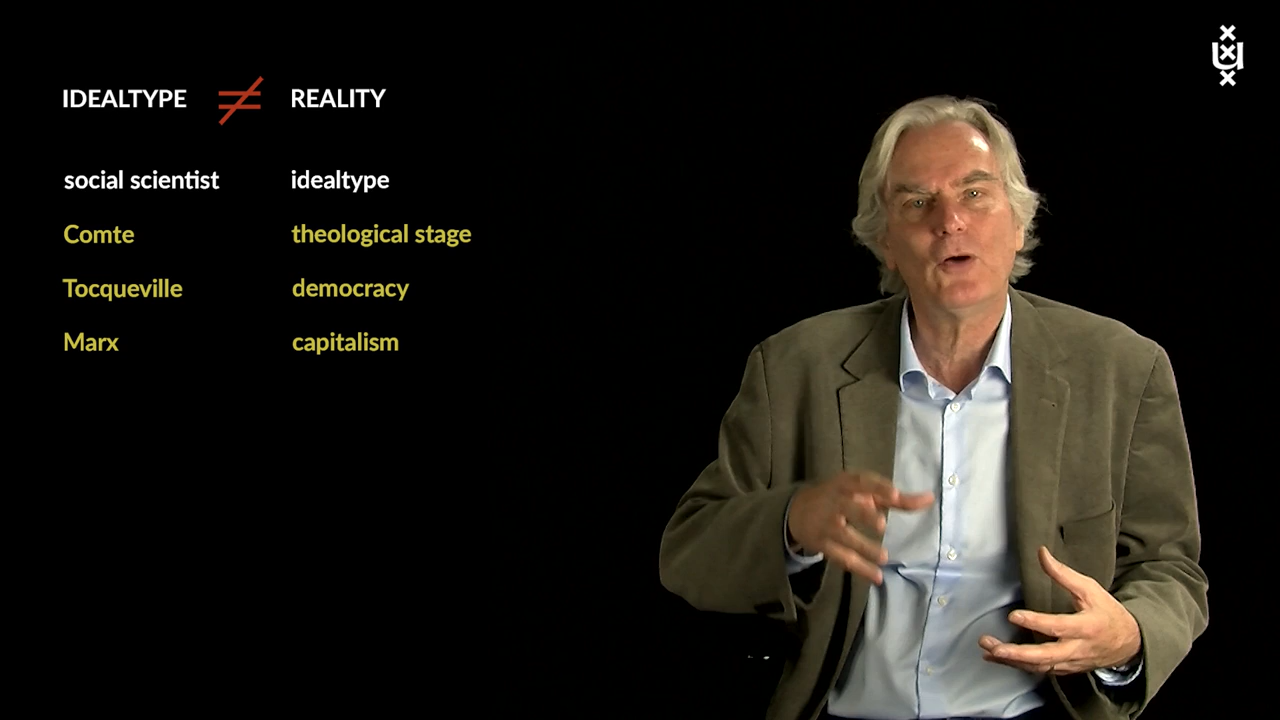 IDEALTYPE ≠ REALITY
social scientist idealtype
Comte theological stage
Tocqueville democracy
Marx capitalism